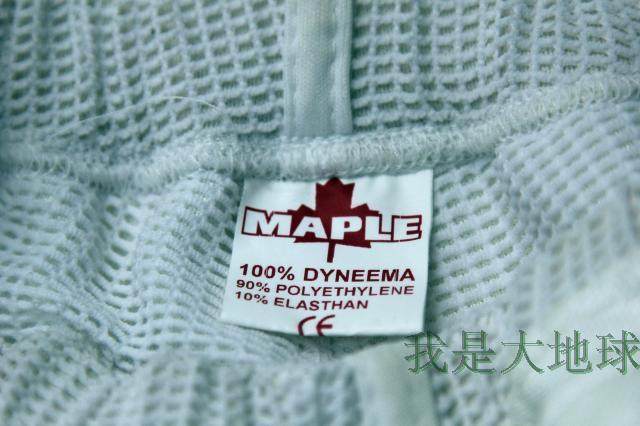 MAPLE
100% DYNEEMA
90% POLYETHYLENE
10% ELASTHAN
CE
我是大地球